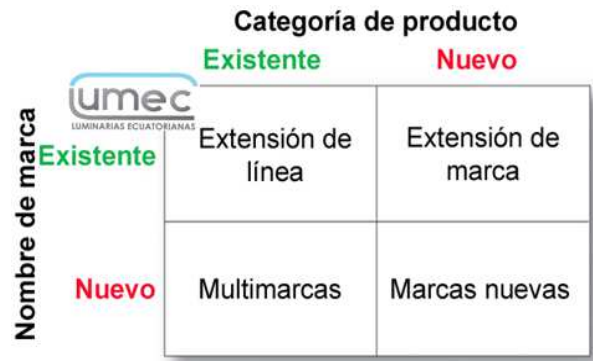 Categoría de producto
Existente Nuevo
lumec
LUMINARIAS ECUATORIANAS
Nombre de marca
Existente
Extensión de
línea
Extensión de
marca
Nuevo
Multimarcas
Marcas nuevas